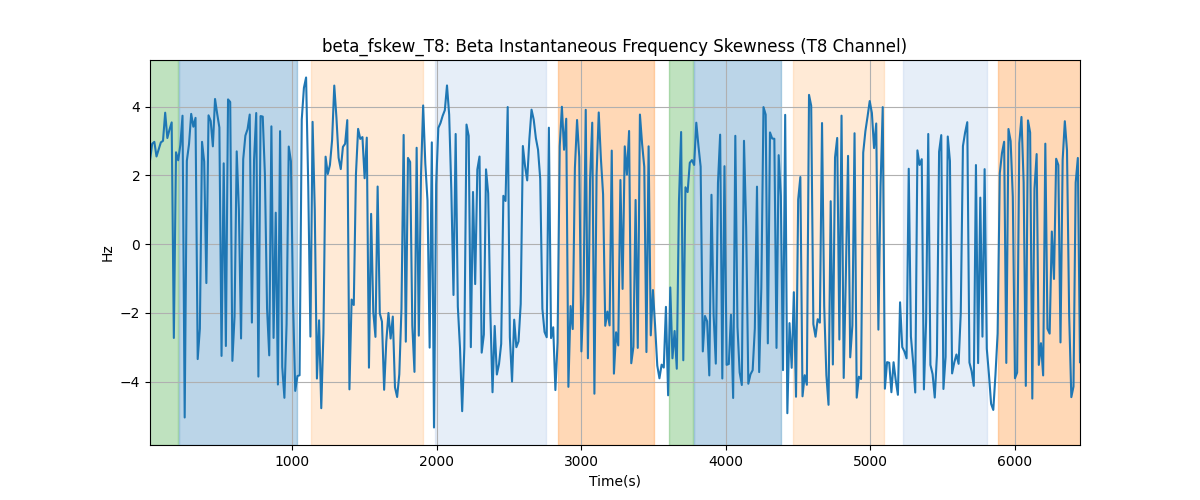 beta_fskew_T8: Beta Instantaneous Frequency Skewness (T8 Channel)
4
2
0
−2
−4
Hz
1000 2000 3000 4000 5000 6000
Time(s)